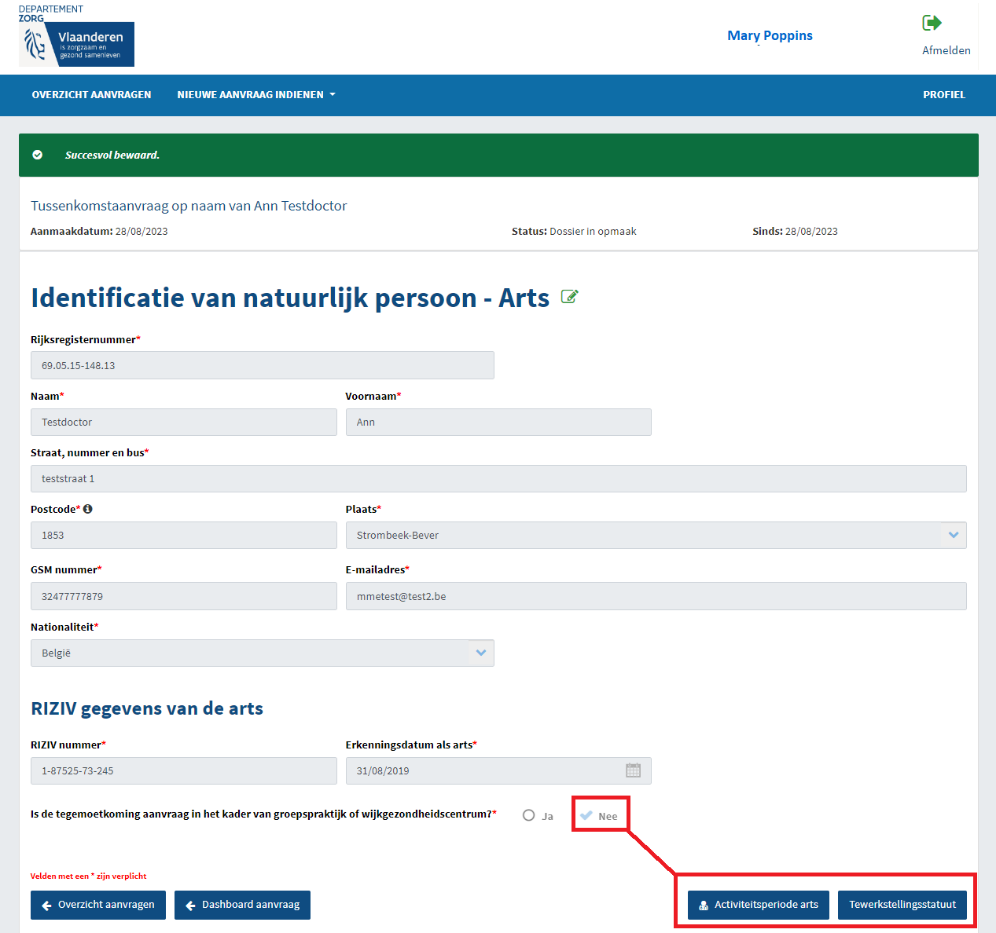 DEPARTEMENT
ZORG
Vlaanderen
is zorgzaam en
gezond samenleven
Mary Poppins
Afmelden
OVERZICHT AANVRAGEN NIEUWE AANVRAAG INDIENEN PROFIEL
Succesvol bewaard.
Tussenkomstaanvraag op naam van Ann Testdoctor
Aanmaakdatum: 28/08/2023 Status: Dossier in opmaak Sinds: 28/08/2023
Identificatie van natuurlijk persoon - Arts
Rijksregisternummer*
69.05.15-148.13
Naam* Voornaam*
Testdoctor Ann
Straat, nummer en bus*
teststraat 1
Postcode* Plaats*
1853 Strombeek-Bever
GSM nummer* E-mailadres*
32477777879 mmetest@test2.be
Nationaliteit*
België
RIZIV gegevens van de arts
RIZIV nummer* Erkenningsdatum als arts*
1-87525-73-245 31/08/2019
Is de tegemoetkoming aanvraag in het kader van groepspraktijk of wijkgezondheidscentrum?* Ja Nee
Velden met een * zijn verplicht
Overzicht aanvragen Dashboard aanvraag Activiteitsperiode arts Tewerkstellingsstatuut